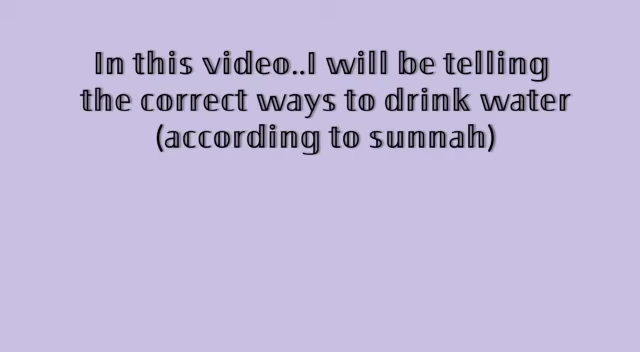 In this video..I will be telling
the correct ways to drink water
(according to sunnah)